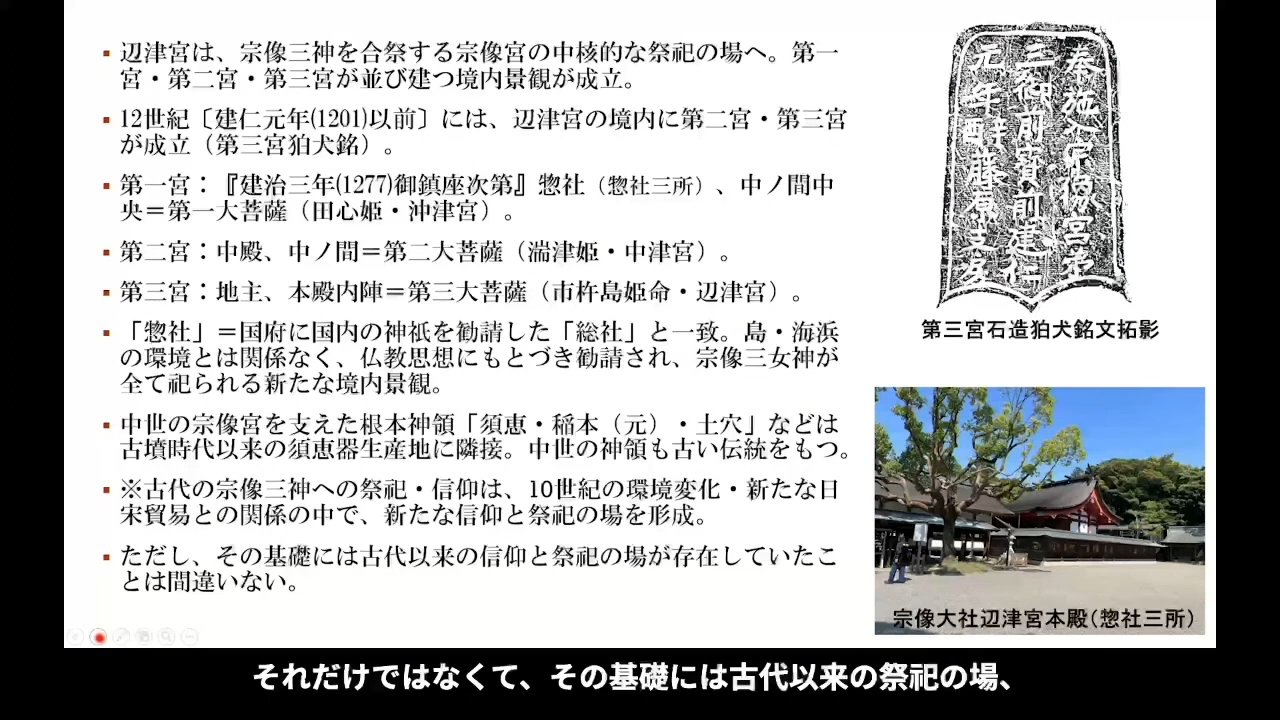 辺津宮は、宗像三神を合祭する宗像宮の中核的な祭祀の場へ。第一
宮・第二宮・第三宮が並び建つ境内景観が成立。
12世紀〔建仁元年(1201)以前〕には、辺津宮の境内に第二宮・第三宮
が成立（第三宮狛犬銘）。
第一宮：『建治三年(1277)御鎮座次第』惣社（惣社三所）、中ノ間中
央＝第一大菩薩（田心姫・沖津宮）。
第二宮：中殿、中ノ間＝第二大菩薩（湍津姫・中津宮）。
第三宮：地主、本殿内陣＝第三大菩薩（市杵島姫命・辺津宮）。
「惣社」＝国府に国内の神祇を勧請した「総社」と一致。島・海浜
の環境とは関係なく、仏教思想にもとづき勧請され、宗像三女神が
全て祀られる新たな境内景観。
中世の宗像宮を支えた根本神領「須恵・稲本（元）・土穴」などは
古墳時代以来の須恵器生産地に隣接。中世の神領も古い伝統をもつ。
※古代の宗像三神への祭祀・信仰は、10世紀の環境変化・新たな日
宋貿易との関係の中で、新たな信仰と祭祀の場を形成。
ただし、その基礎には古代以来の信仰と祭祀の場が存在していたこ
とは間違いない。
奉施入宗像宮第
三御前寳前建仁
元年酉藤原支房
第三宮石造狛犬銘文拓影
宗像大社辺津宮本殿（惣社三所）
それだけではなくて、その基礎には古代以来の祭祀の場、